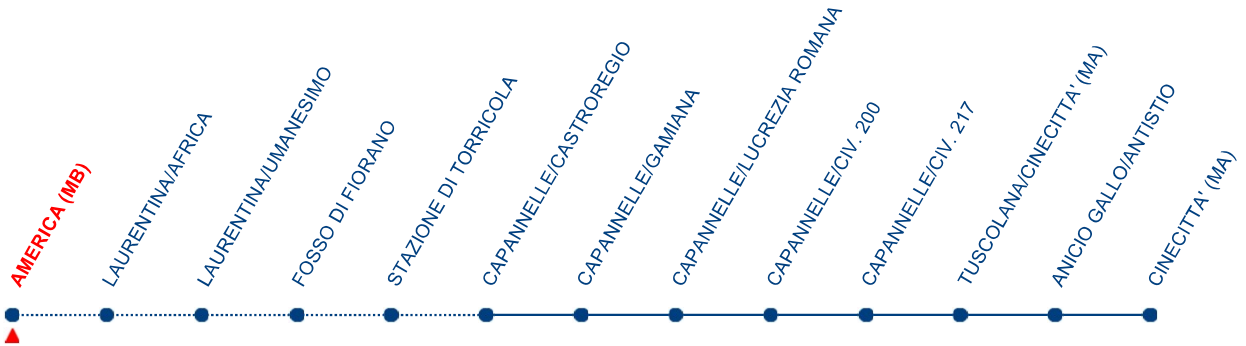 AMERICA (MB)
LAURENTINA/AFRICA
LAURENTINA/UMANESIMO
FOSSO DI FIORANO
STAZIONE DI TORRICOLA
CAPANNELLE/CASTROREGIO
CAPANNELLE/GAMIANA
CAPANNELLE/LUCREZIA ROMANA
CAPANNELLE/CIV. 200
CAPANNELLE/CIV. 217
TUSCOLANA/CINECITTA' (MA)
ANICIO GALLO/ANTISTIO
CINECITTA' (MA)